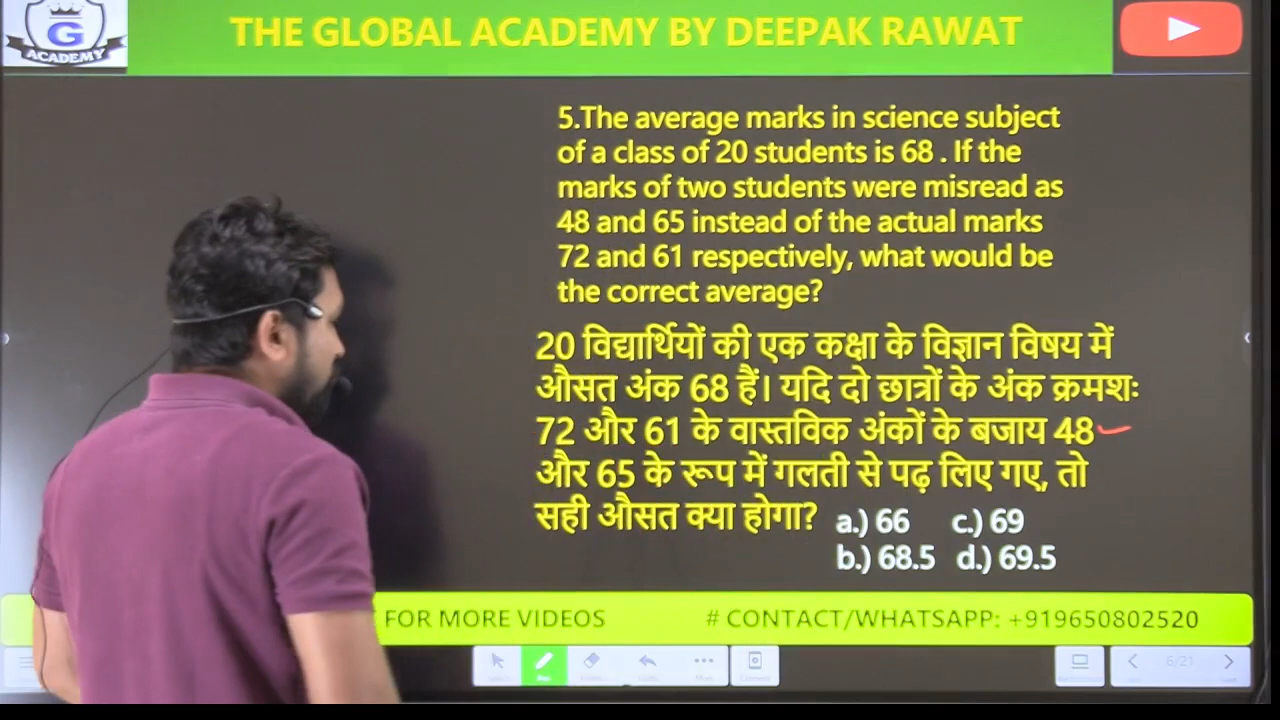 G
ACADEMY
THE GLOBAL ACADEMY BY DEEPAK RAWAT
5.The average marks in science subject
of a class of 20 students is 68 . If the
marks of two students were misread as
48 and 65 instead of the actual marks
72 and 61 respectively, what would be
the correct average?
20 विद्यार्थियों की एक कक्षा के विज्ञान विषय में
औसत अंक 68 हैं। यदि दो छात्रों के अंक क्रमशः
72 और 61 के वास्तविक अंकों के बजाय 48
और 65 के रूप में गलती से पढ़ लिए गए, तो
सही औसत क्या होगा?
a.) 66 c.) 69
b.) 68.5 d.) 69.5
FOR MORE VIDEOS # CONTACT/WHATSAPP: +919650802520
6/21